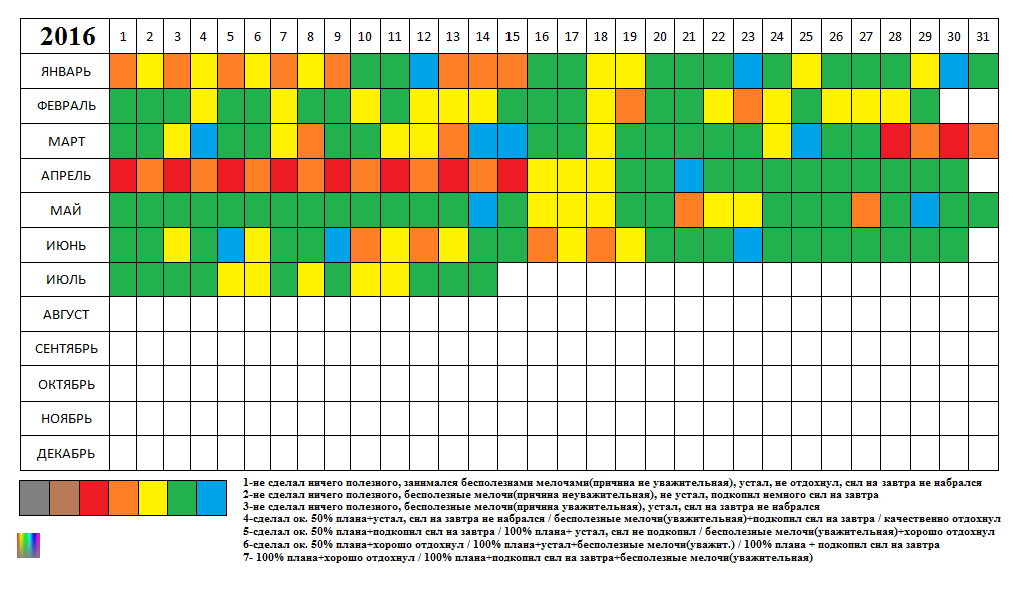 2016 1 2 3 4 5 6 7 8 9 10 11 12 13 14 15 16 17 18 19 20 21 22 23 24 25 26 27 28 29 30 31
ЯНВАРЬ
ФЕВРАЛЬ
МАРТ
АПРЕЛЬ
МАЙ
ИЮНЬ
ИЮЛЬ
АВГУСТ
СЕНТЯБРЬ
ОКТЯБРЬ
НОЯБРЬ
ДЕКАБРЬ
1-не сделал ничего полезного, занимался бесполезнами мелочами(причина не уважительная), устал, не отдохнул, сил на завтра не набрался
2-не сделал ничего полезного, бесполезные мелочи(причина неуважительная), не устал, подкопил немного сил на завтра
3-не сделал ничего полезного, бесполезные мелочи(причина уважительная), устал, сил на завтра не набрался
4-сделал ок. 50% плана+устал, сил на завтра не набрался / бесполезные мелочи(уважительная)+подкопил сил на завтра / качественно отдохнул
5-сделал ок. 50% плана+подкопил сил на завтра / 100% плана+ устал, сил не подкопил / бесполезные мелочи(уважительная)+хорошо отдохнул
6-сделал ок. 50% плана+хорошо отдохнул / 100% плана+устал+бесполезные мелочи(уважит.) / 100% плана + подкопил сил на завтра
7- 100% плана+хорошо отдохнул / 100% плана+подкопил сил на завтра+бесполезные мелочи(уважительная)